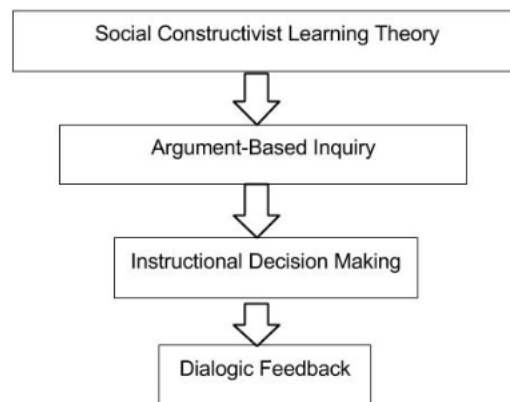 Social Constructivist Learning Theory
Argument-Based Inquiry
Instructional Decision Making
Dialogic Feedback